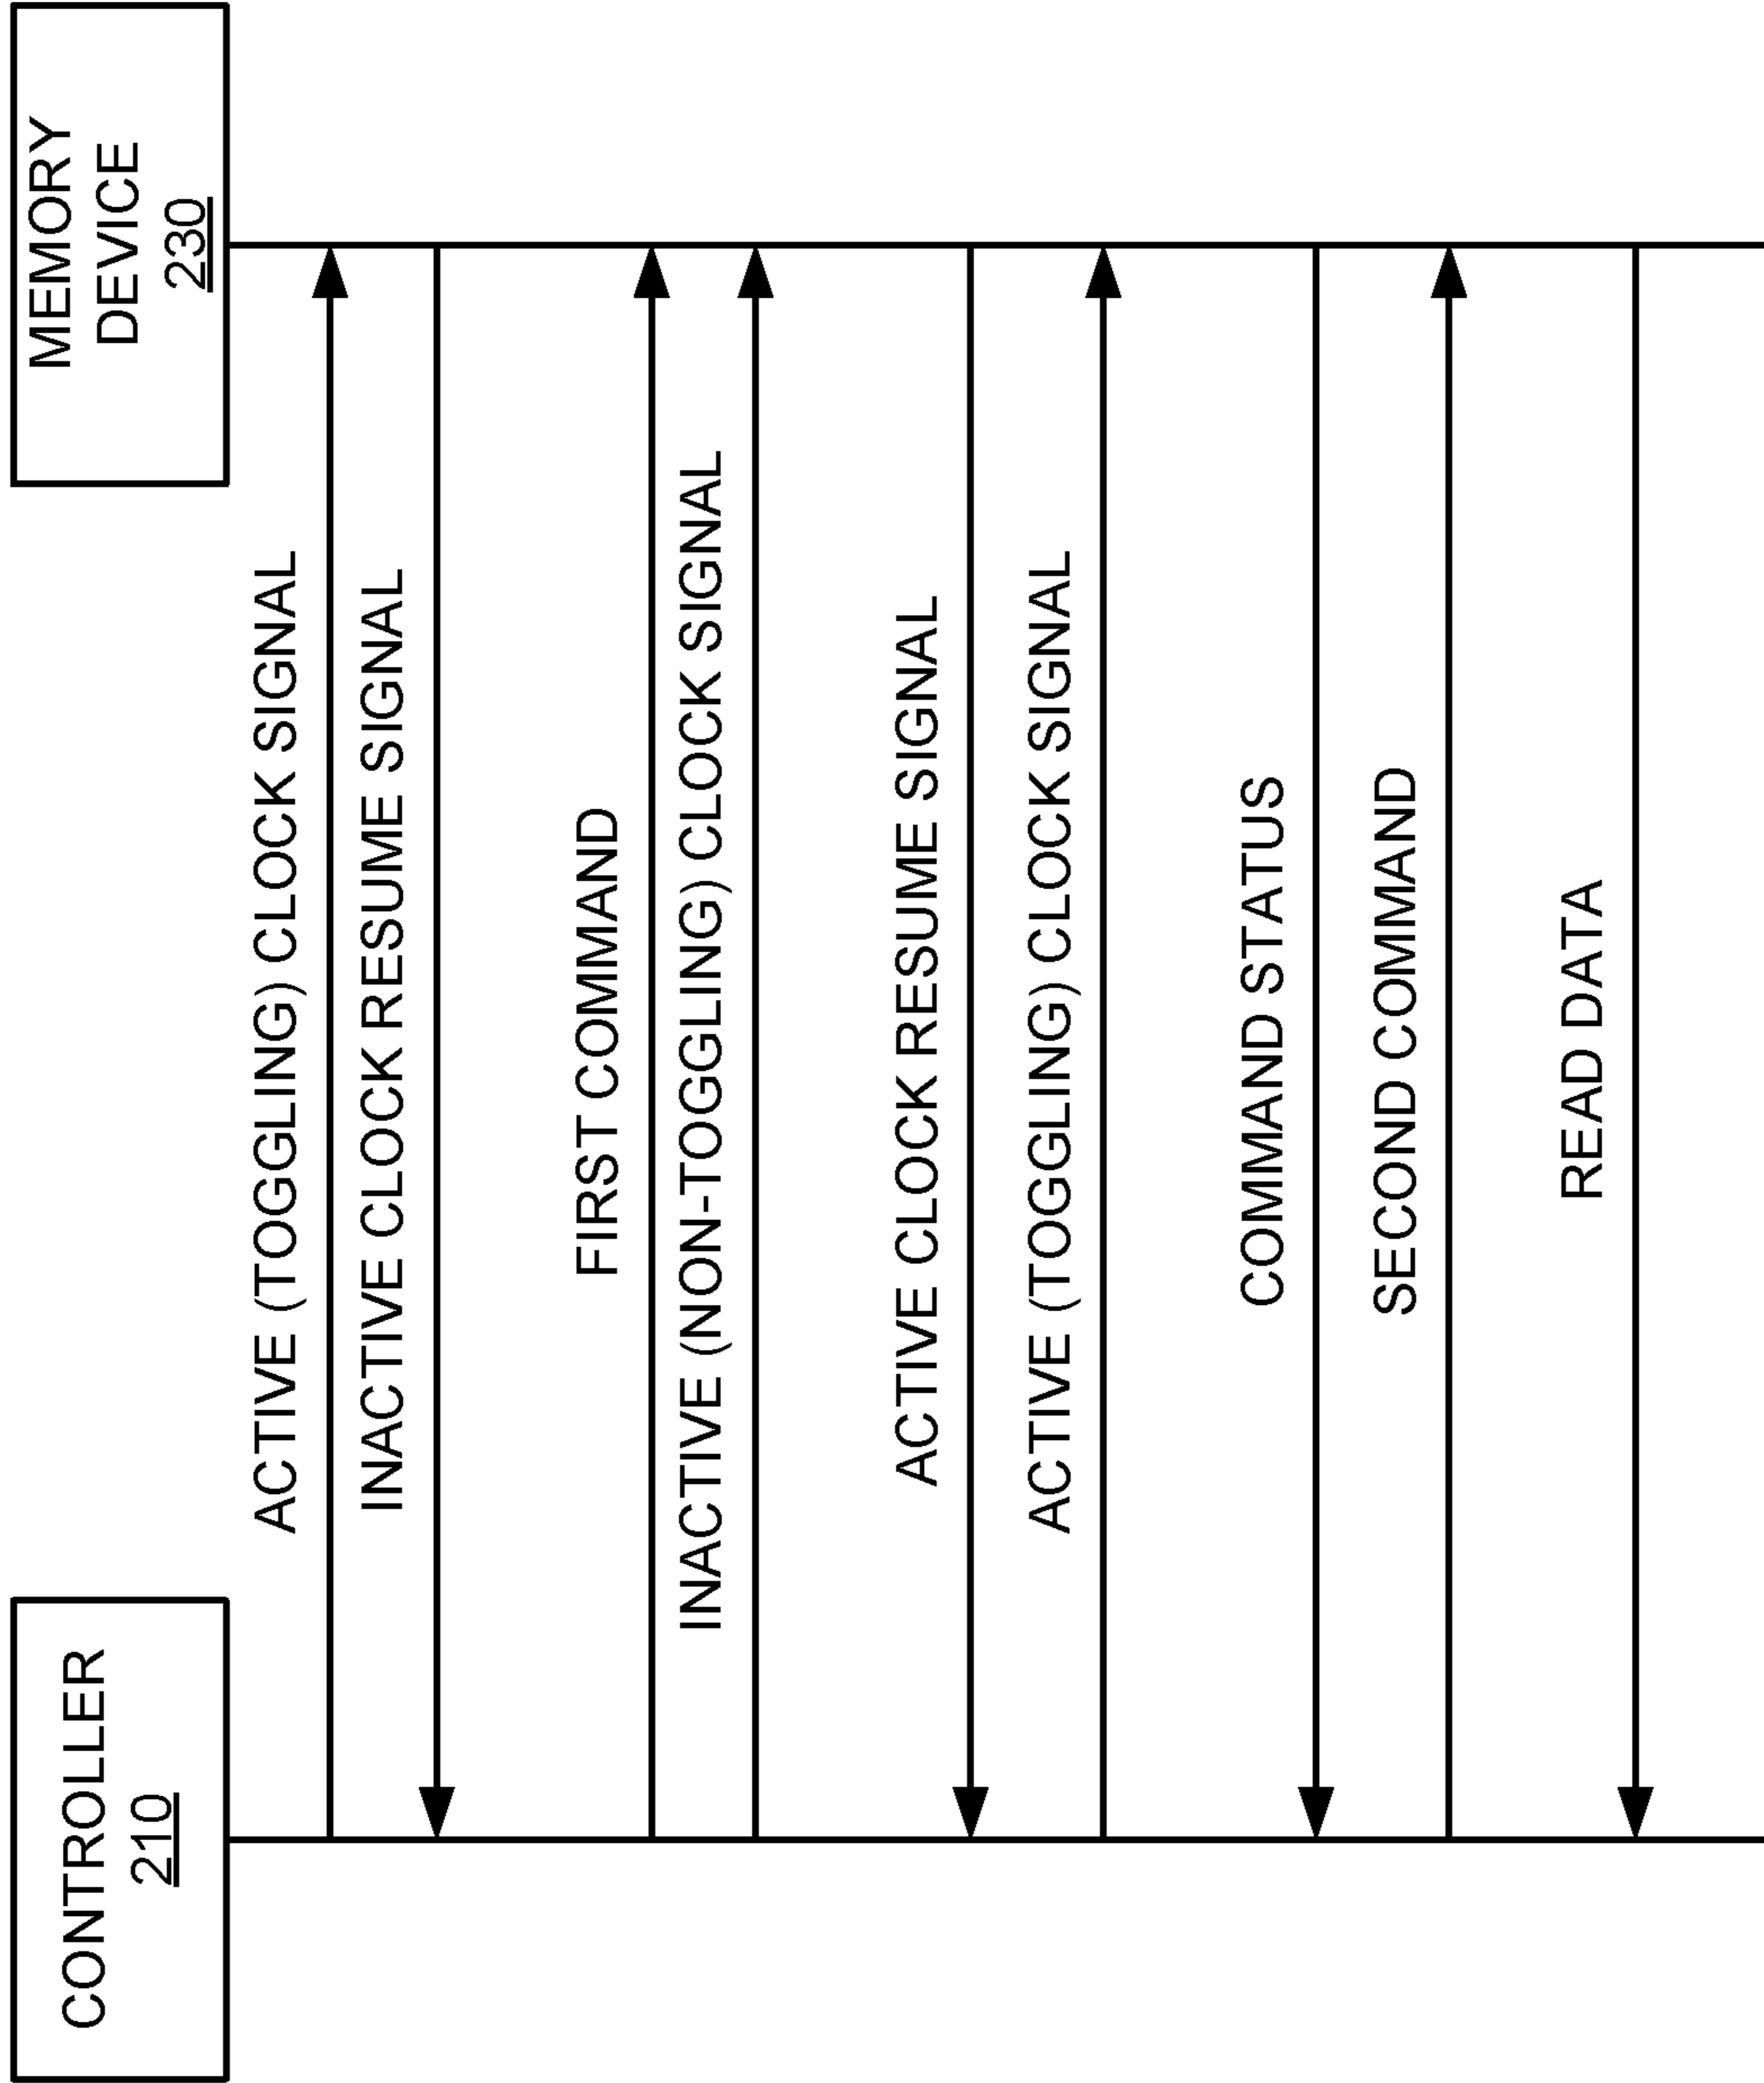 CONTROLLER
210
MEMORY
DEVICE
230
ACTIVE (TOGGLING) CLOCK SIGNAL
INACTIVE CLOCK RESUME SIGNAL
FIRST COMMAND
INACTIVE (NON-TOGGLING) CLOCK SIGNAL
ACTIVE CLOCK RESUME SIGNAL
ACTIVE (TOGGLING) CLOCK SIGNAL
COMMAND STATUS
SECOND COMMAND
READ DATA